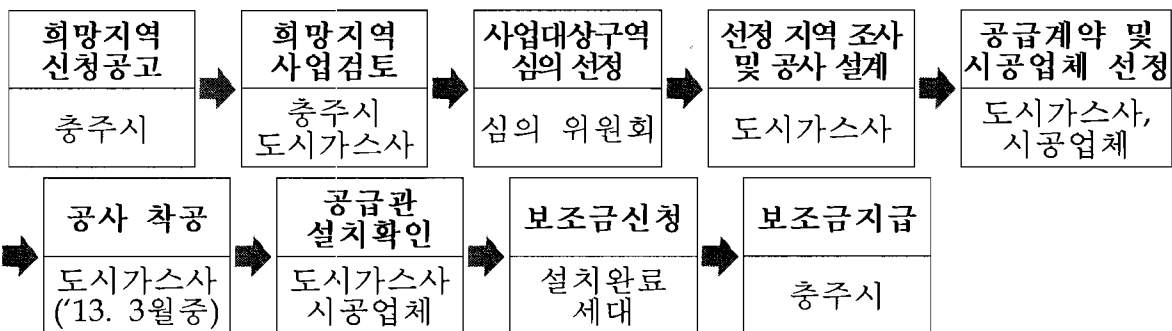 희망지역
신청공고
충주시
희망지역
사업검토
충주시
도시가스사
사업대상구역
심의 선정
심의 위원회
선정 지역 조사
및 공사 설계
도시가스사
공급계약 및
시공업체 선정
도시가스사,
시공업체
공사 착공
도시가스사
('13. 3월중)
공급관
설치확인
도시가스사
시공업체
보조금신청
설치완료
세대
보조금지급
충주시